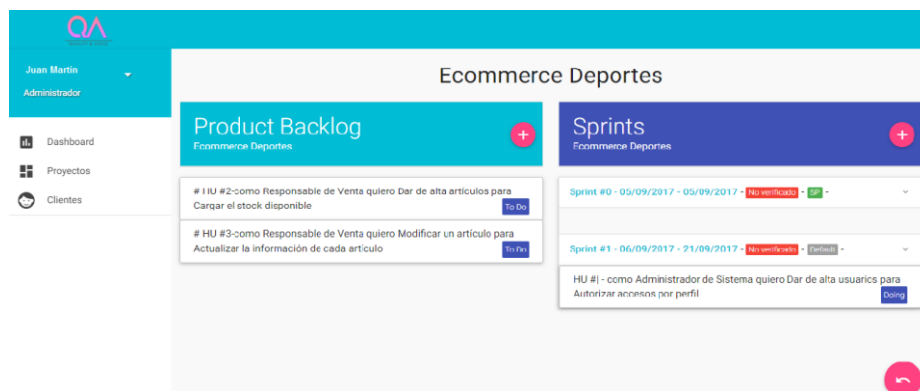 QA
Juan Martin
Administrador
Dashboard
Proyectos
Clientes
Ecommerce Deportes
Product Backlog
Ecommerce Deportes
# HU #2-como Responsable de Venta quiero Dar de alta artículos para
Cargar el stock disponible
To Do
# HU #3-como Responsable de Venta quiero Modificar un artículo para
Actualizar la información de cada artículo
To Do
Sprints
Ecommerce Deportes
Sprint #0 - 05/09/2017 - 05/09/2017 - No verificado - SP -
Sprint #1 - 06/09/2017 - 21/09/2017 - No verificado - Default -
HU #| - como Administrador de Sistema quiero Dar de alta usuarios para
Autorizar accesos por perfil
Doing